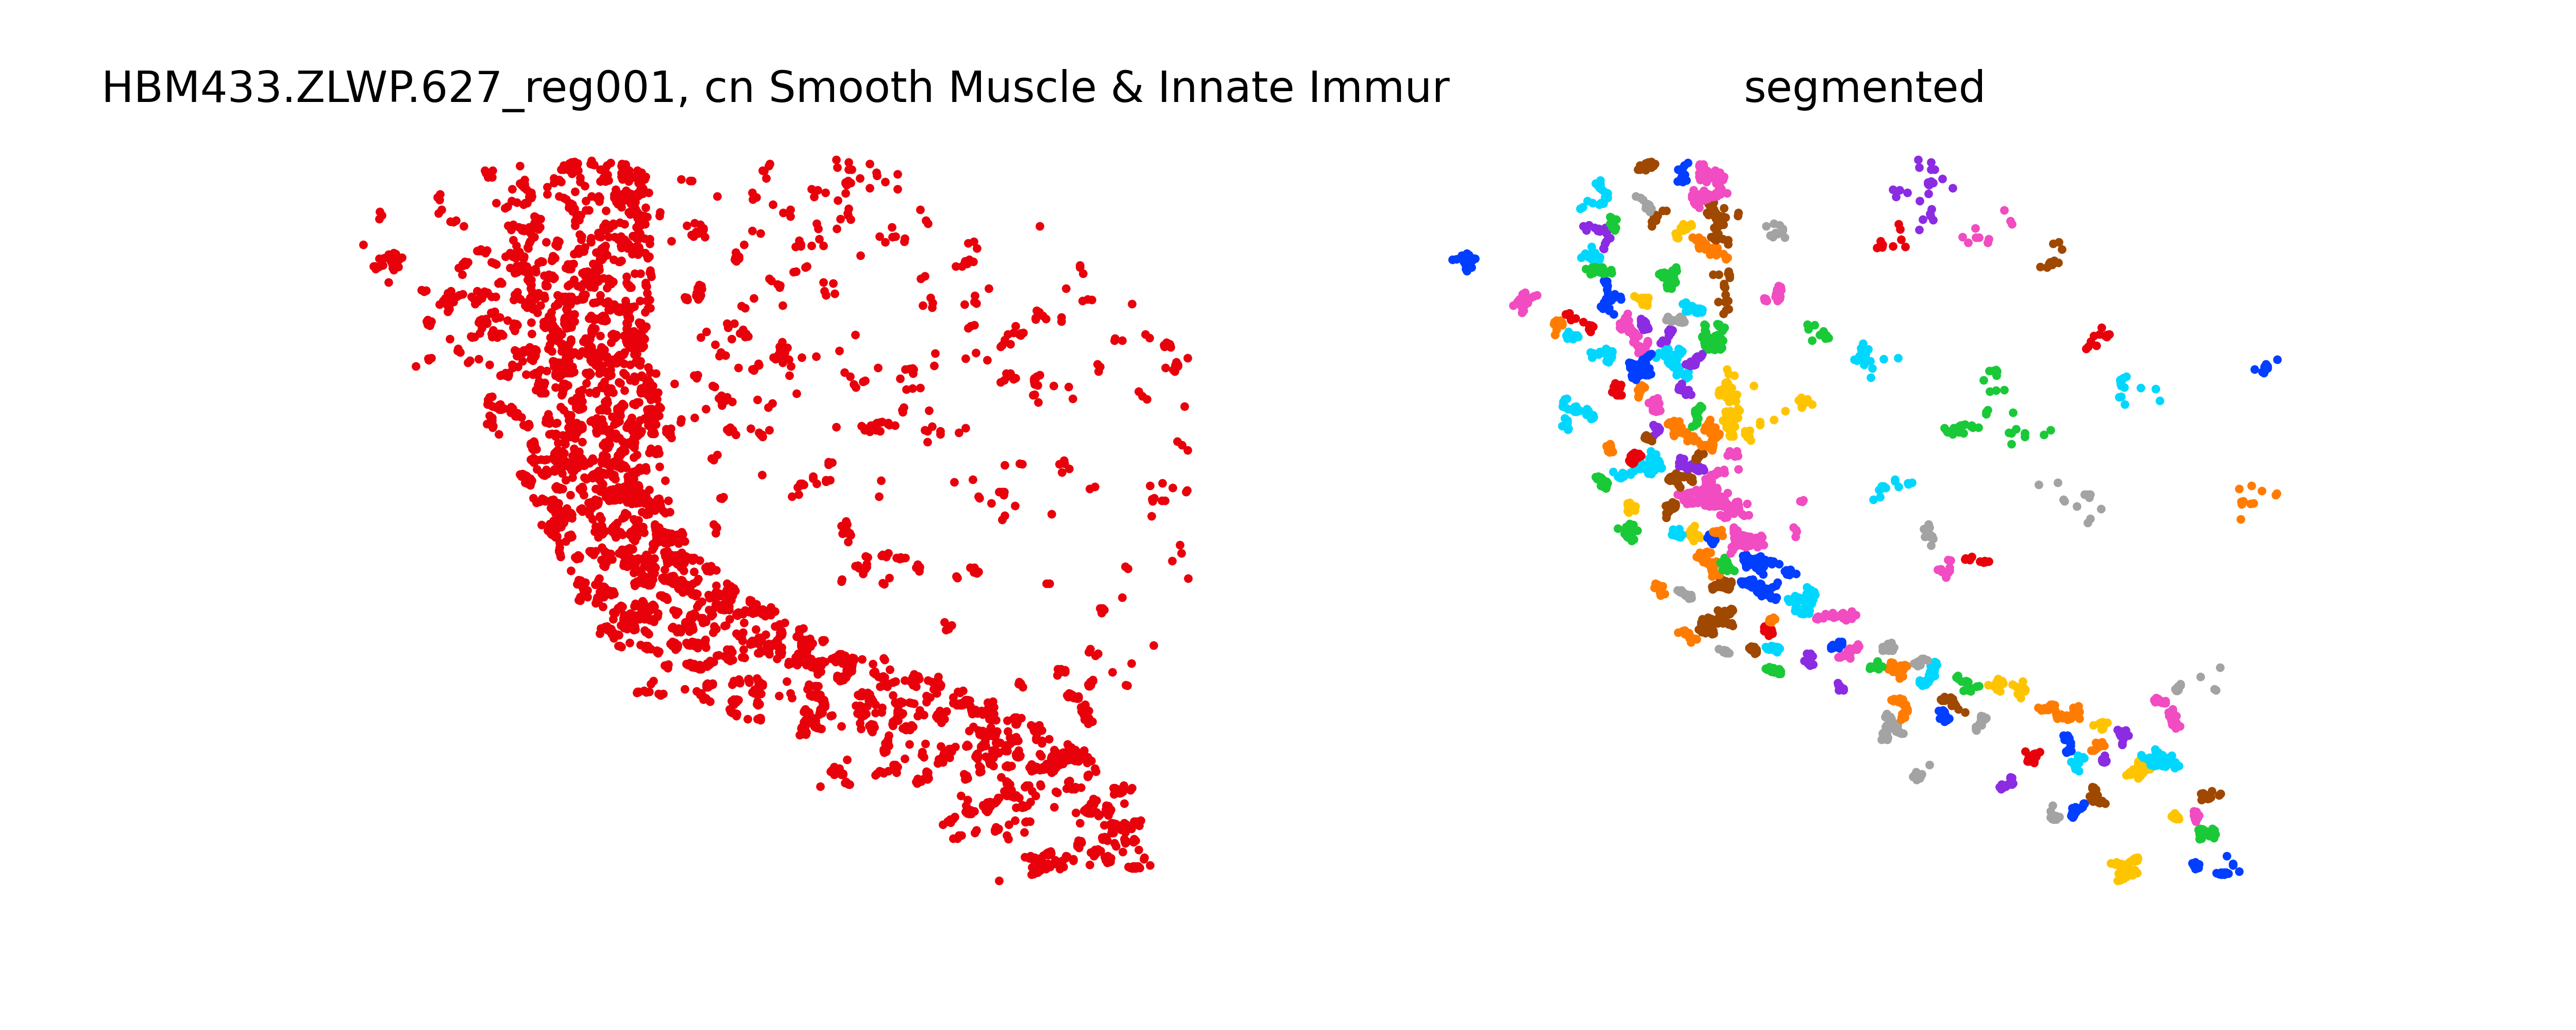 HBM433.ZLWP.627_reg001, cn Smooth Muscle & Innate Immur
segmented